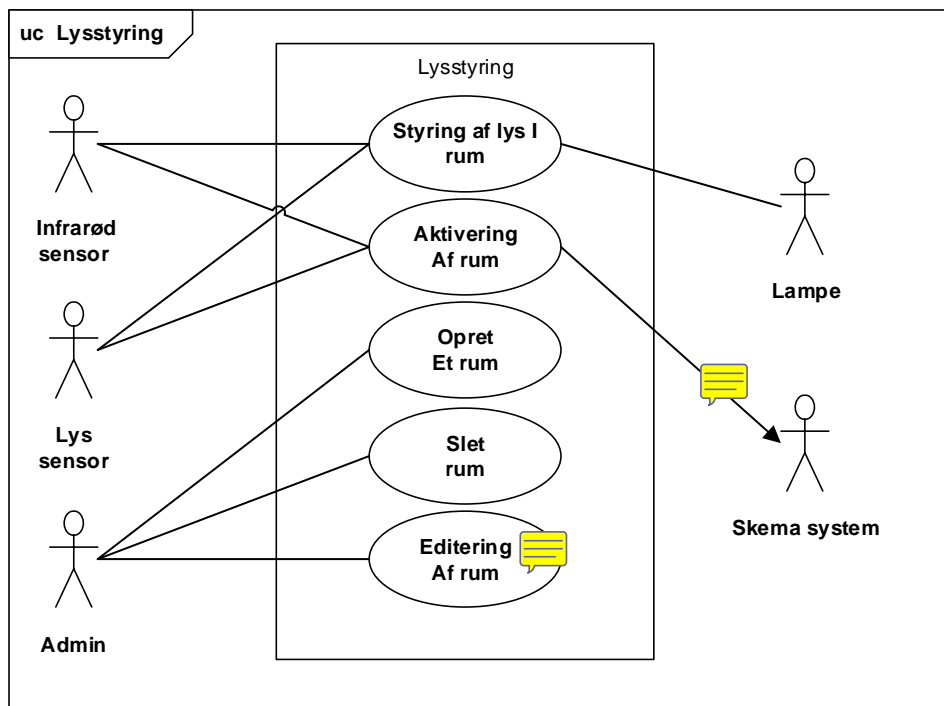 uc Lysstyring
Lysstyring
Styring af lys I
rum
Infrarød
sensor
Aktivering
Af rum
Lampe
Opret
Et rum
Lys
sensor
Slet
rum
Skema system
Editering
Af rum
Admin